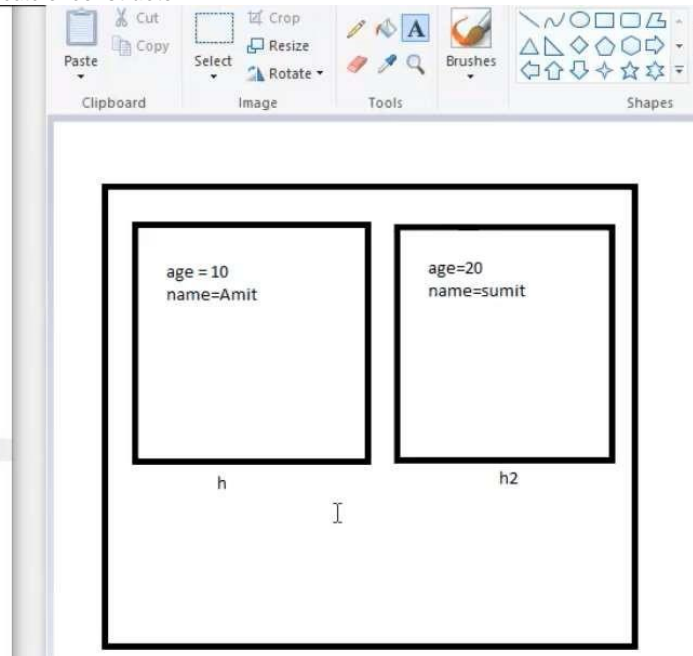 Cut
Copy
Paste
Clipboard
Crop
Resize
Rotate
Select
Image
A
Tools
Brushes
Shapes
age = 10
name=Amit
age=20
name=sumit
h
h2